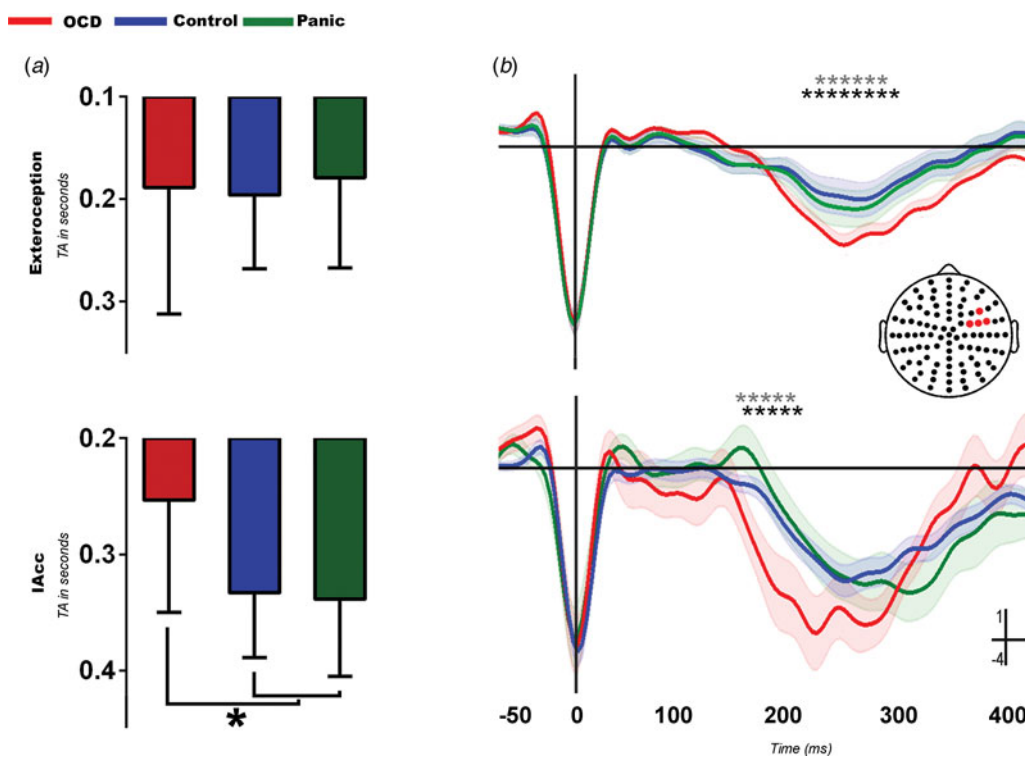 OCD Control Panic
(a)
0.1
0.2
0.3
Exteroception
TA in seconds
0.2
0.3
0.4
IAcc
TA in seconds
*
(b)
******
********
*****
*****
1
-4
-50 0 100 200 300 400
Time (ms)